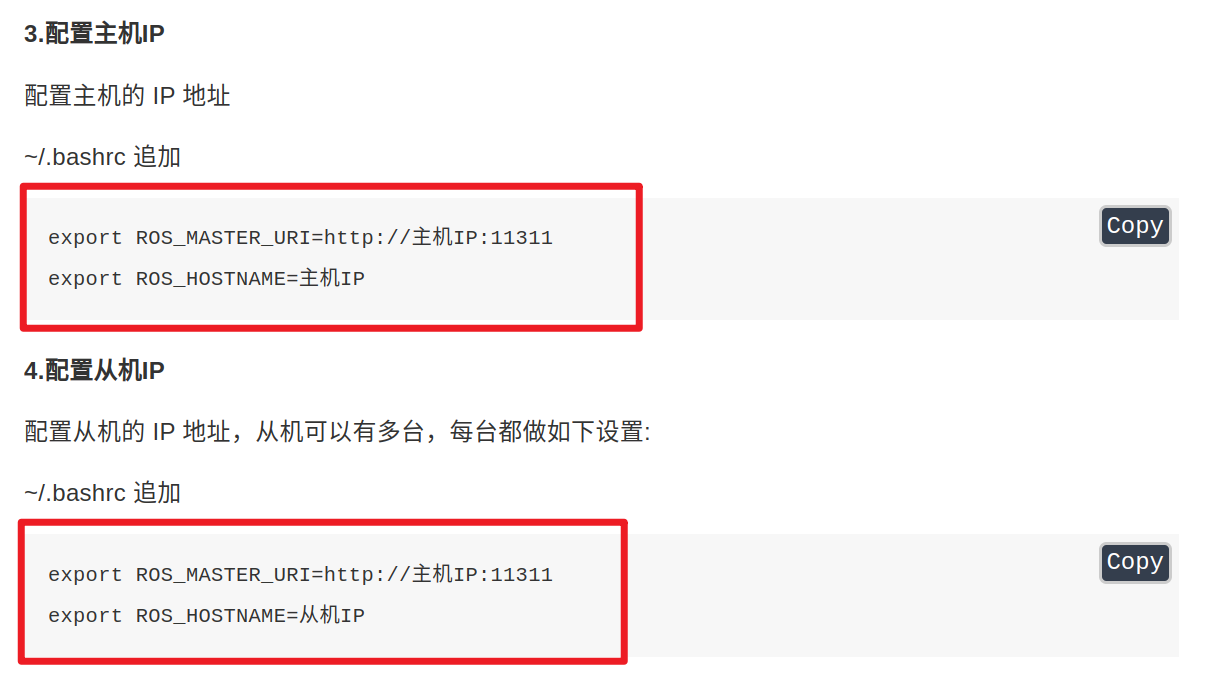 3.配置主机IP
配置主机的 IP 地址
~/.bashrc 追加
export ROS_MASTER_URI=http://主机IP:11311
Copy
export ROS_HOSTNAME=主机IP
4.配置从机IP
配置从机的 IP 地址，从机可以有多台，每台都做如下设置:
~/.bashrc 追加
export ROS_MASTER_URI=http://主机IP:11311
Copy
export ROS_HOSTNAME=从机IP